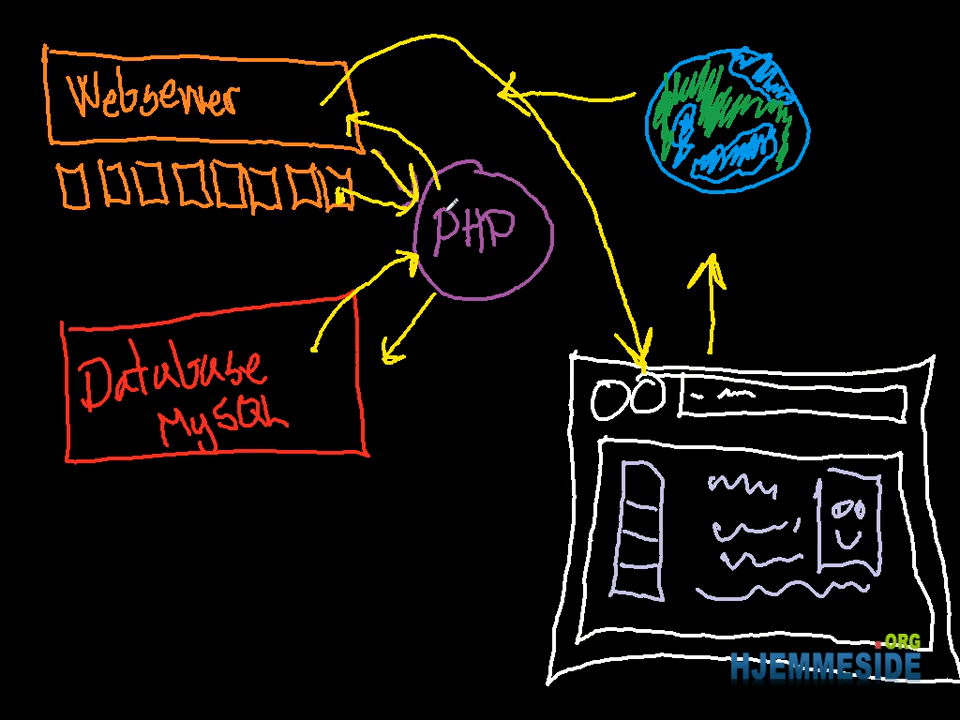 Webserver
PHP
Database
MySQL
.ORG
HJEMMESIDE